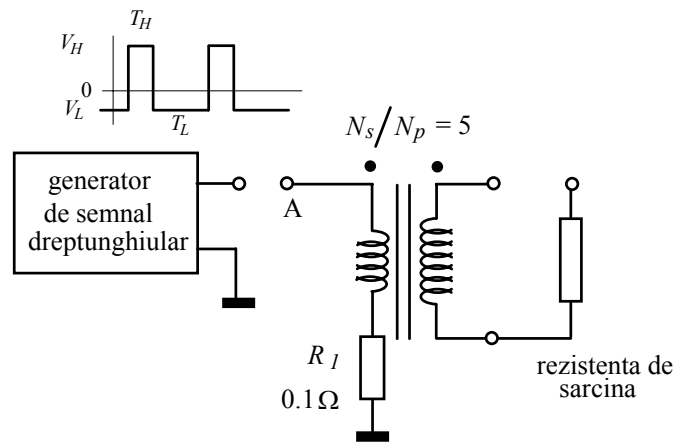 T_H
V_H
0
V_L
T_L
N_s/N_p = 5
generator
de semnal
dreptunghiular
A
R_1
0.1Ω
rezistenta de
sarcina